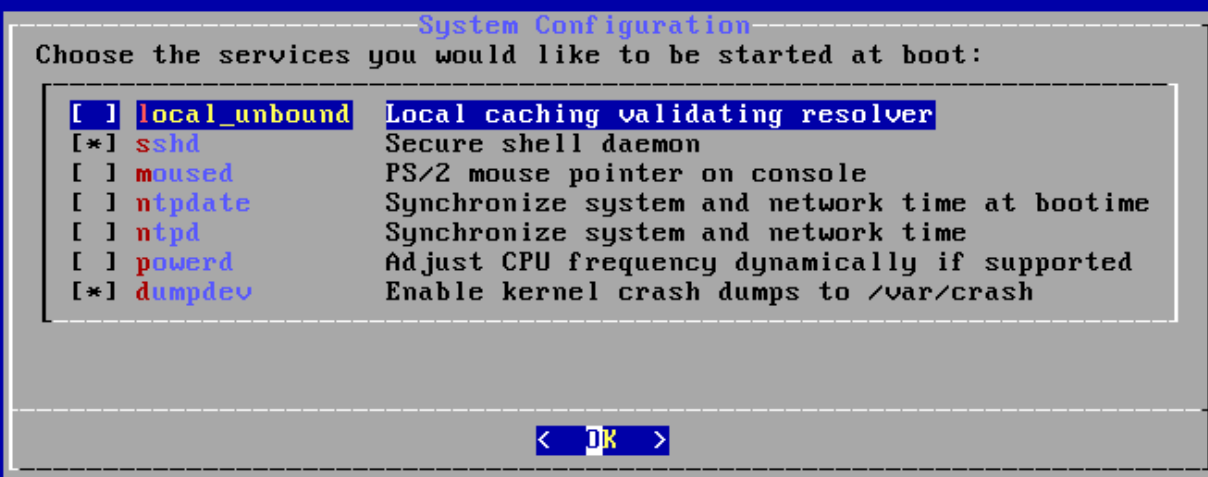 System Configuration
Choose the services you would like to be started at boot:
[ ] local_unbound Local caching validating resolver
[*] sshd Secure shell daemon
[ ] moused PS/2 mouse pointer on console
[ ] ntpdate Synchronize system and network time at bootime
[ ] ntpd Synchronize system and network time
[ ] powerd Adjust CPU frequency dynamically if supported
[*] dumpdev Enable kernel crash dumps to /var/crash
< OK >